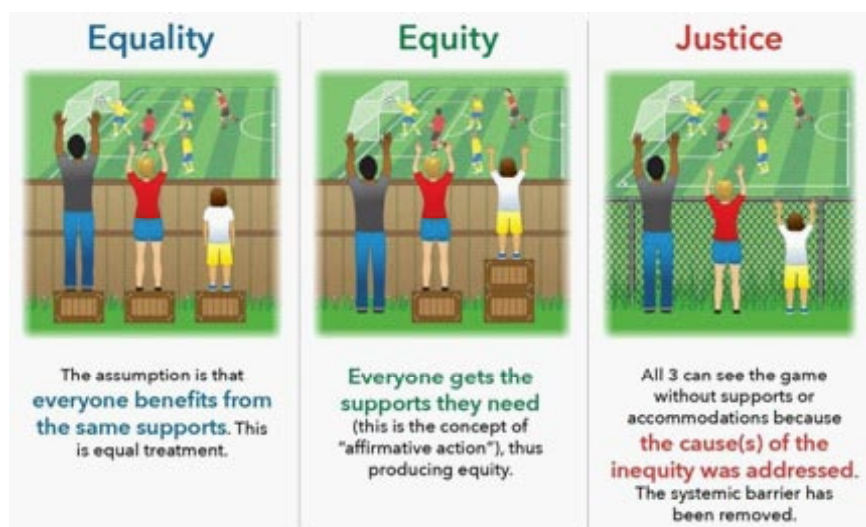 Equality
The assumption is that
everyone benefits from
the same supports. This
is equal treatment.
Equity
Everyone gets the
supports they need
(this is the concept of
“affirmative action”), thus
producing equity.
Justice
All 3 can see the game
without supports or
accommodations because
the cause(s) of the
inequity was addressed.
The systemic barrier has
been removed.